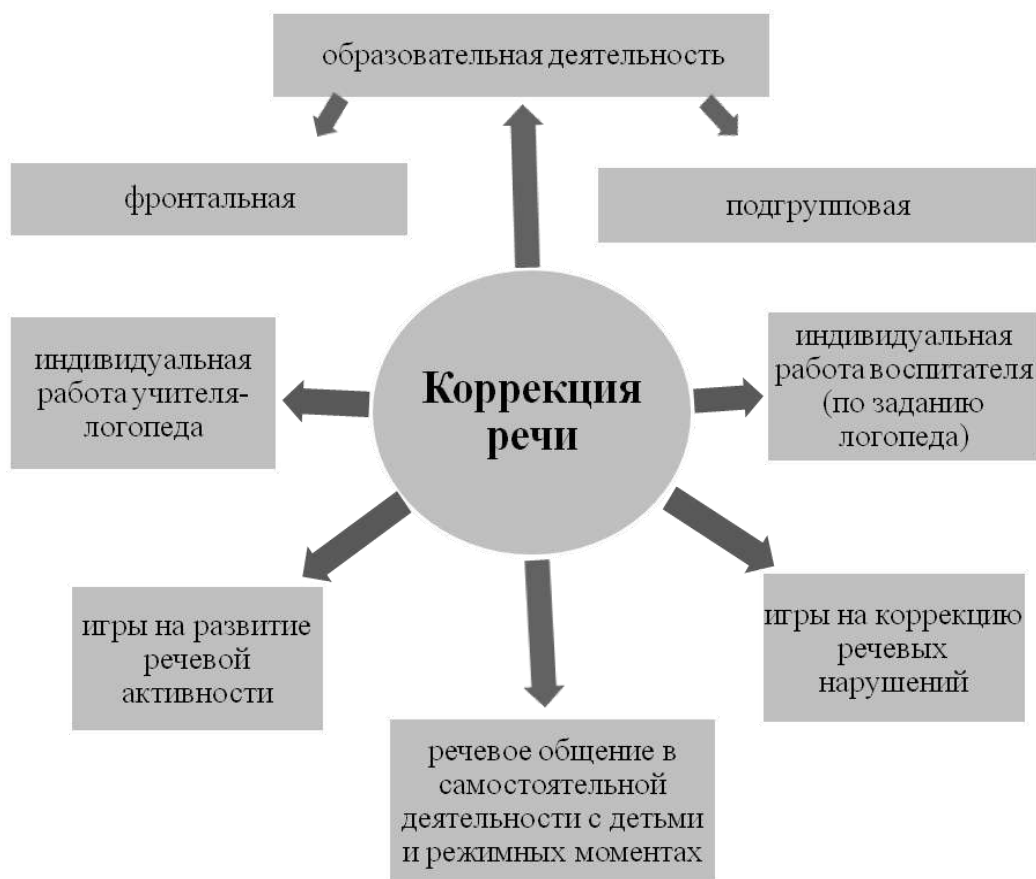 образовательная деятельность
фронтальная
подгрупповая
индивидуальная
работа учителя-
логопеда
Коррекция
речи
индивидуальная
работа воспитателя
(по заданию
логопеда)
игры на развитие
речевой
активности
речевое общение в
самостоятельной
деятельности с детьми
и режимных моментах
игры на коррекцию
речевых
нарушений